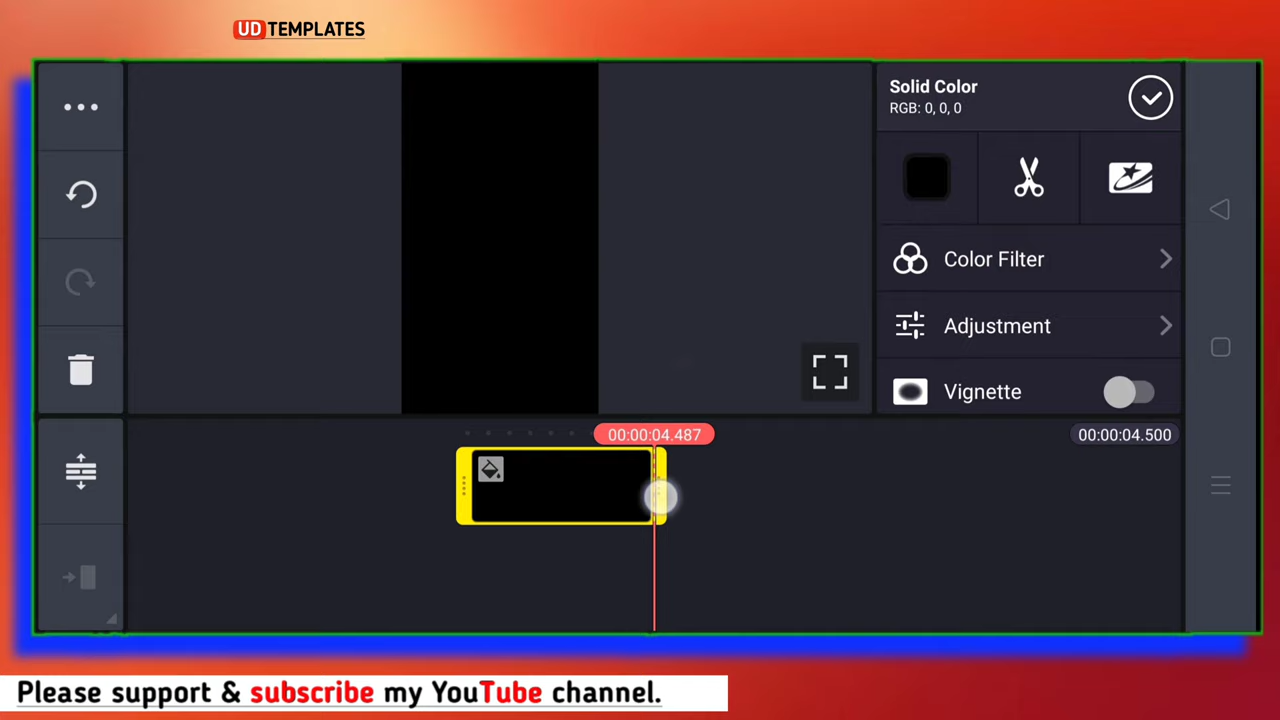 UD TEMPLATES
Solid Color
RGB: 0, 0, 0
Color Filter
Adjustment
Vignette
00:00:04.487
00:00:04.500
Please support & subscribe my YouTube channel.